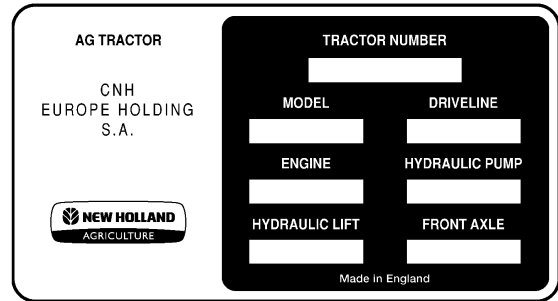 AG TRACTOR
CNH
EUROPE HOLDING
S.A.
NEW HOLLAND
AGRICULTURE
TRACTOR NUMBER
MODEL DRIVELINE
ENGINE HYDRAULIC PUMP
HYDRAULIC LIFT FRONT AXLE
Made in England